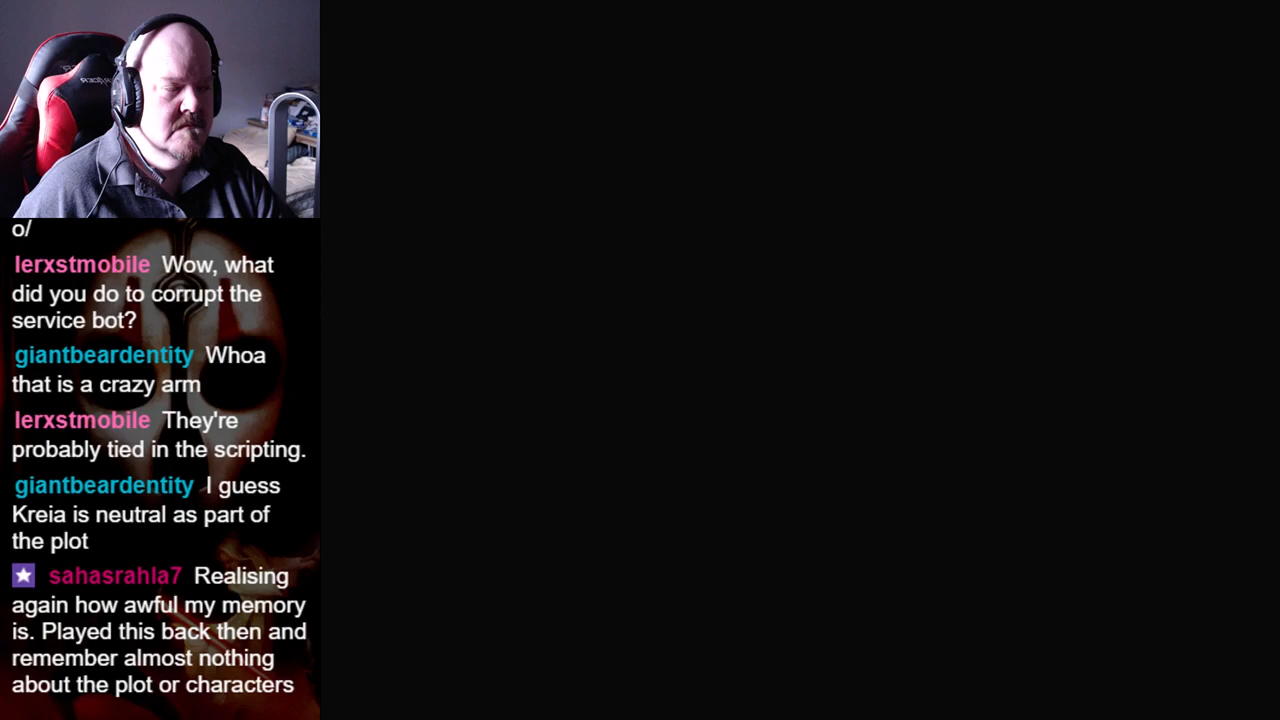 o/
lerxstmobile Wow, what
did you do to corrupt the
service bot?
giantbeardentity Whoa
that is a crazy arm
lerxstmobile They're
probably tied in the scripting.
giantbeardentity I guess
Kreia is neutral as part of
the plot
sahasrahla7 Realising
again how awful my memory
is. Played this back then and
remember almost nothing
about the plot or characters